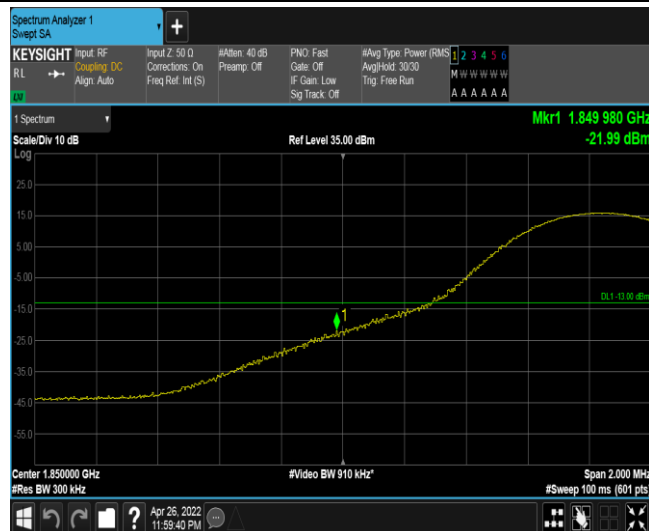 Spectrum Analyzer 1
Swept SA
+
KEYSIGHT
RL
Input: RF
Coupling: DC
Align: Auto
Input Z: 50 Ω
Corrections: On
Freq Ref: Int (S)
#Atten: 40 dB
Preamp: Off
PNO: Fast
Gate: Off
IF Gain: Low
Sig Track: Off
#Avg Type: Power (RMS
Avg|Hold: 30/30
Trig: Free Run
1 2 3 4 5 6
M W W W W W
A A A A A A
1 Spectrum
Scale/Div 10 dB
Ref Level 35.00 dBm
Mkr1 1.849 980 GHz
-21.99 dBm
Log
25.0
15.0
5.00
-5.00
-15.0
-25.0
-35.0
-45.0
-55.0
1
DL1 -13.00 dBm
Center 1.850000 GHz
#Video BW 910 kHz*
Span 2.000 MHz
#Res BW 300 kHz
#Sweep 100 ms (601 pts)
?
Apr 26, 2022
11:59:40 PM